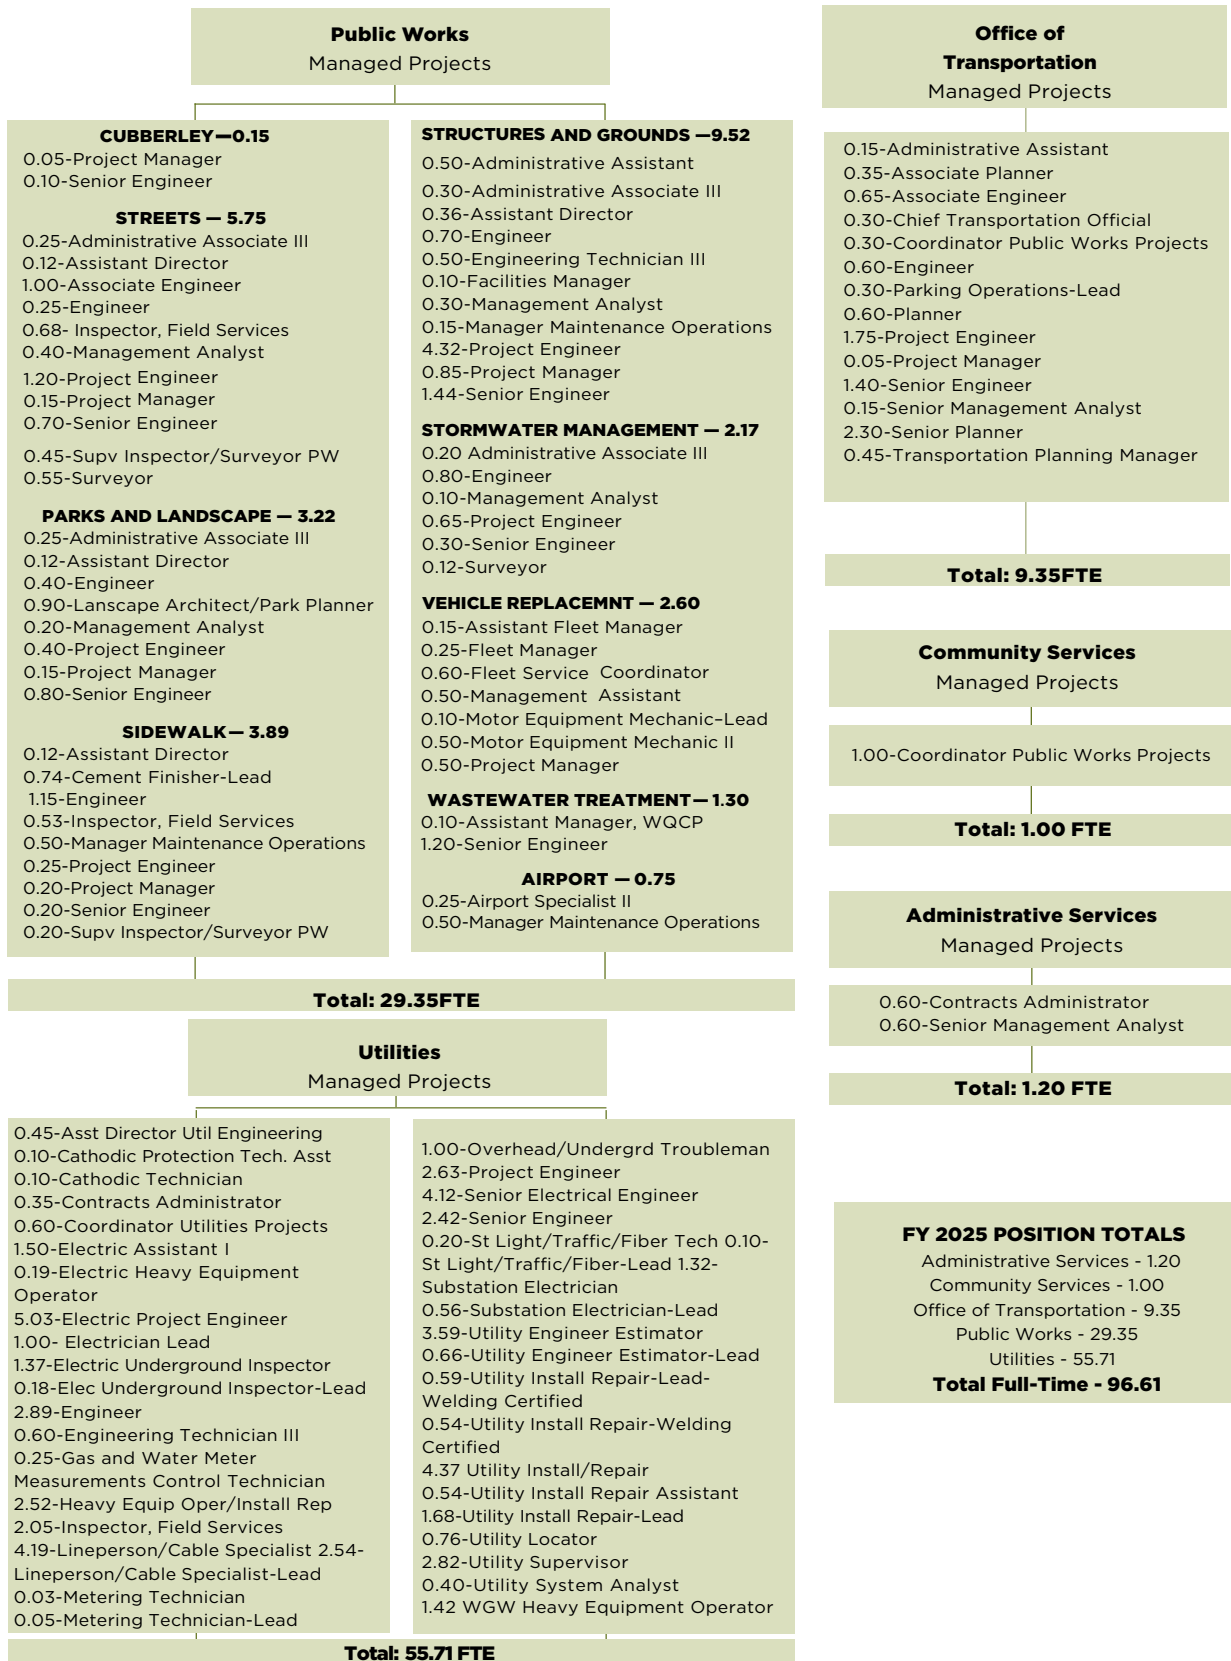 Public Works
Managed Projects
CUBBERLEY—0.15
0.05-Project Manager
0.10-Senior Engineer
STREETS — 5.75
0.25-Administrative Associate III
0.12-Assistant Director
1.00-Associate Engineer
0.25-Engineer
0.68- Inspector, Field Services
0.40-Management Analyst
1.20-Project Engineer
0.15-Project Manager
0.70-Senior Engineer
0.45-Supv Inspector/Surveyor PW
0.55-Surveyor
PARKS AND LANDSCAPE — 3.22
0.25-Administrative Associate III
0.12-Assistant Director
0.40-Engineer
0.90-Lanscape Architect/Park Planner
0.20-Management Analyst
0.40-Project Engineer
0.15-Project Manager
0.80-Senior Engineer
SIDEWALK — 3.89
0.12-Assistant Director
0.74-Cement Finisher-Lead
1.15-Engineer
0.53-Inspector, Field Services
0.50-Manager Maintenance Operations
0.25-Project Engineer
0.20-Project Manager
0.20-Senior Engineer
0.20-Supv Inspector/Surveyor PW
STRUCTURES AND GROUNDS —9.52
0.50-Administrative Assistant
0.30-Administrative Associate III
0.36-Assistant Director
0.70-Engineer
0.50-Engineering Technician III
0.10-Facilities Manager
0.30-Management Analyst
0.15-Manager Maintenance Operations
4.32-Project Engineer
0.85-Project Manager
1.44-Senior Engineer
STORMWATER MANAGEMENT — 2.17
0.20 Administrative Associate III
0.80-Engineer
0.10-Management Analyst
0.65-Project Engineer
0.30-Senior Engineer
0.12-Surveyor
VEHICLE REPLACEMNT — 2.60
0.15-Assistant Fleet Manager
0.25-Fleet Manager
0.60-Fleet Service Coordinator
0.50-Management Assistant
0.10-Motor Equipment Mechanic–Lead
0.50-Motor Equipment Mechanic II
0.50-Project Manager
WASTEWATER TREATMENT — 1.30
0.10-Assistant Manager, WQCP
1.20-Senior Engineer
AIRPORT — 0.75
0.25-Airport Specialist II
0.50-Manager Maintenance Operations
Total: 29.35FTE
Utilities
Managed Projects
0.45-Asst Director Util Engineering
0.10-Cathodic Protection Tech. Asst
0.10-Cathodic Technician
0.35-Contracts Administrator
0.60-Coordinator Utilities Projects
1.50-Electric Assistant I
0.19-Electric Heavy Equipment
Operator
5.03-Electric Project Engineer
1.00- Electrician Lead
1.37-Electric Underground Inspector
0.18-Elec Underground Inspector-Lead
2.89-Engineer
0.60-Engineering Technician III
0.25-Gas and Water Meter
Measurements Control Technician
2.52-Heavy Equip Oper/Install Rep
2.05-Inspector, Field Services
4.19-Lineperson/Cable Specialist 2.54-
Lineperson/Cable Specialist-Lead
0.03-Metering Technician
0.05-Metering Technician-Lead
1.00-Overhead/Undergrd Troubleman
2.63-Project Engineer
4.12-Senior Electrical Engineer
2.42-Senior Engineer
0.20-St Light/Traffic/Fiber Tech 0.10-
St Light/Traffic/Fiber-Lead 1.32-
Substation Electrician
0.56-Substation Electrician-Lead
3.59-Utility Engineer Estimator
0.66-Utility Engineer Estimator-Lead
0.59-Utility Install Repair-Lead-
Welding Certified
0.54-Utility Install Repair-Welding
Certified
4.37 Utility Install/Repair
0.54-Utility Install Repair Assistant
1.68-Utility Install Repair-Lead
0.76-Utility Locator
2.82-Utility Supervisor
0.40-Utility System Analyst
1.42 WGW Heavy Equipment Operator
Total: 55.71 FTE
Office of
Transportation
Managed Projects
0.15-Administrative Assistant
0.35-Associate Planner
0.65-Associate Engineer
0.30-Chief Transportation Official
0.30-Coordinator Public Works Projects
0.60-Engineer
0.30-Parking Operations-Lead
0.60-Planner
1.75-Project Engineer
0.05-Project Manager
1.40-Senior Engineer
0.15-Senior Management Analyst
2.30-Senior Planner
0.45-Transportation Planning Manager
Total: 9.35FTE
Community Services
Managed Projects
1.00-Coordinator Public Works Projects
Total: 1.00 FTE
Administrative Services
Managed Projects
0.60-Contracts Administrator
0.60-Senior Management Analyst
Total: 1.20 FTE
FY 2025 POSITION TOTALS
Administrative Services - 1.20
Community Services - 1.00
Office of Transportation - 9.35
Public Works - 29.35
Utilities - 55.71
Total Full-Time - 96.61